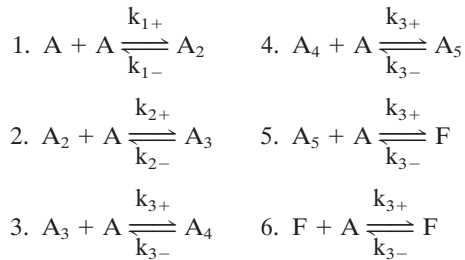 1. A + A ⇌ A₂ k₁₊ k₁₋
2. A₂ + A ⇌ A₃ k₂₊ k₂₋
3. A₃ + A ⇌ A₄ k₃₊ k₃₋
4. A₄ + A ⇌ A₅ k₃₊ k₃₋
5. A₅ + A ⇌ F k₃₊ k₃₋
6. F + A ⇌ F k₃₊ k₃₋